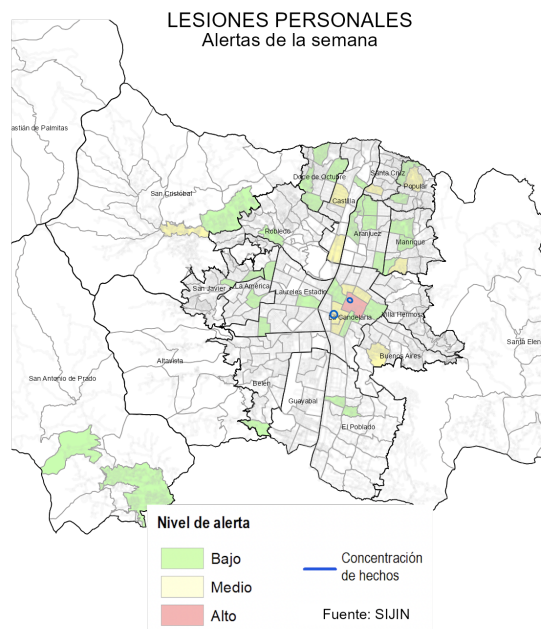 LESIONES PERSONALES
Alertas de la semana
astián de Palmitas
San Cristóbal
Doce de Octubre
Santa Cruz
Popular
Castilla
Robledo
Aranjuez
Manrique
San Javier
La América
Laureles Estadio
La Candelaria
Villa Hermosa
Santa Elen
Buenos Aires
Altavista
San Antonio de Prado
Belén
Guayabal
El Poblado
Nivel de alerta
Bajo
Medio
Alto
Concentración
de hechos
Fuente: SIJIN